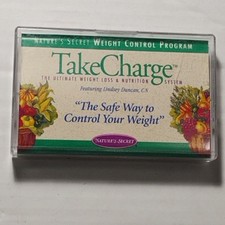 NATURE'S SECRET WEIGHT CONTROL PROGRAM
TakeCharge™
THE ULTIMATE WEIGHT LOSS & NUTRITION SYSTEM
Featuring Lindsey Duncan, CN
"The Safe Way to
Control Your Weight"
NATURE'S SECRET